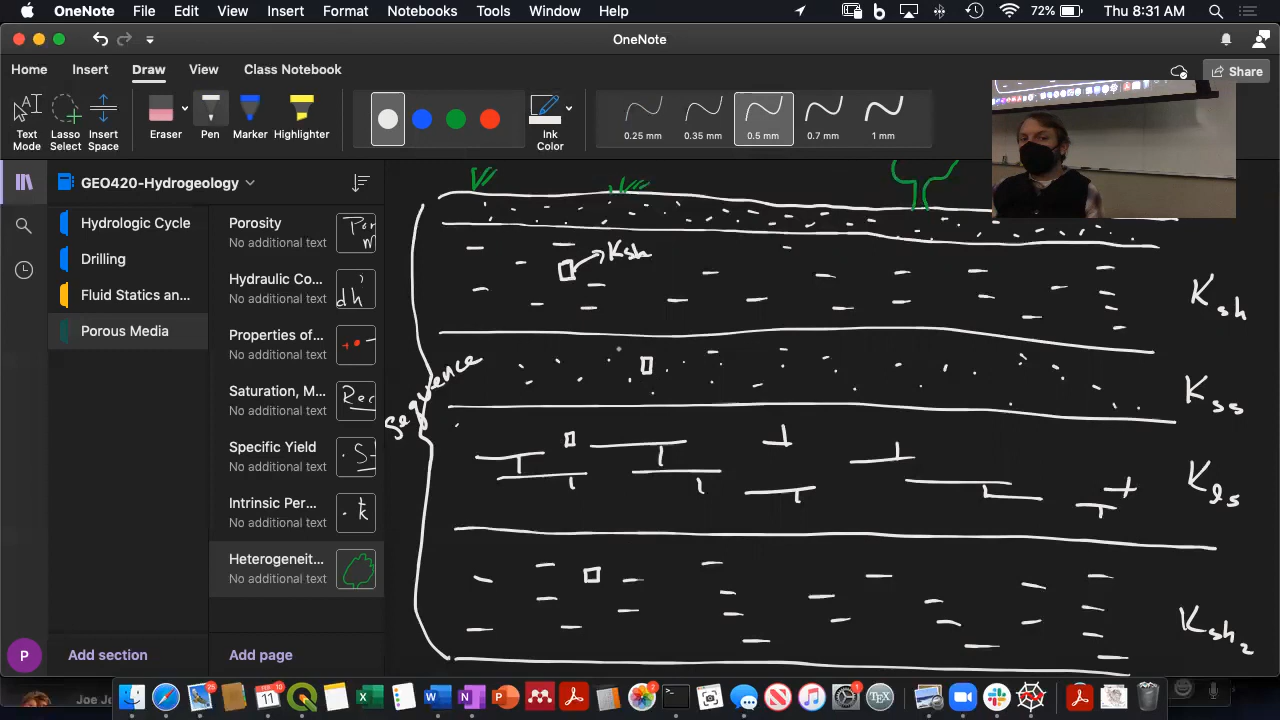 OneNote File Edit View Insert Format Notebooks Tools Window Help 72% Thu 8:31 AM
OneNote
Home Insert Draw View Class Notebook Share
Text Mode
Lasso Select
Insert Space
Eraser
Pen
Marker
Highlighter
Ink Color
0.25 mm
0.35 mm
0.5 mm
0.7 mm
1 mm
GEO420-Hydrogeology
Hydrologic Cycle
Drilling
Fluid Statics an...
Porous Media
Porosity
No additional text
Hydraulic Co...
No additional text
dh
Properties of...
No additional text
Saturation, M...
No additional text
Rec
Specific Yield
No additional text
·S
Intrinsic Per...
No additional text
·k
Heterogeneit...
No additional text
Ksh
Ksh
Sequence
Kss
Kls
Ksh2
P
Add section
Add page